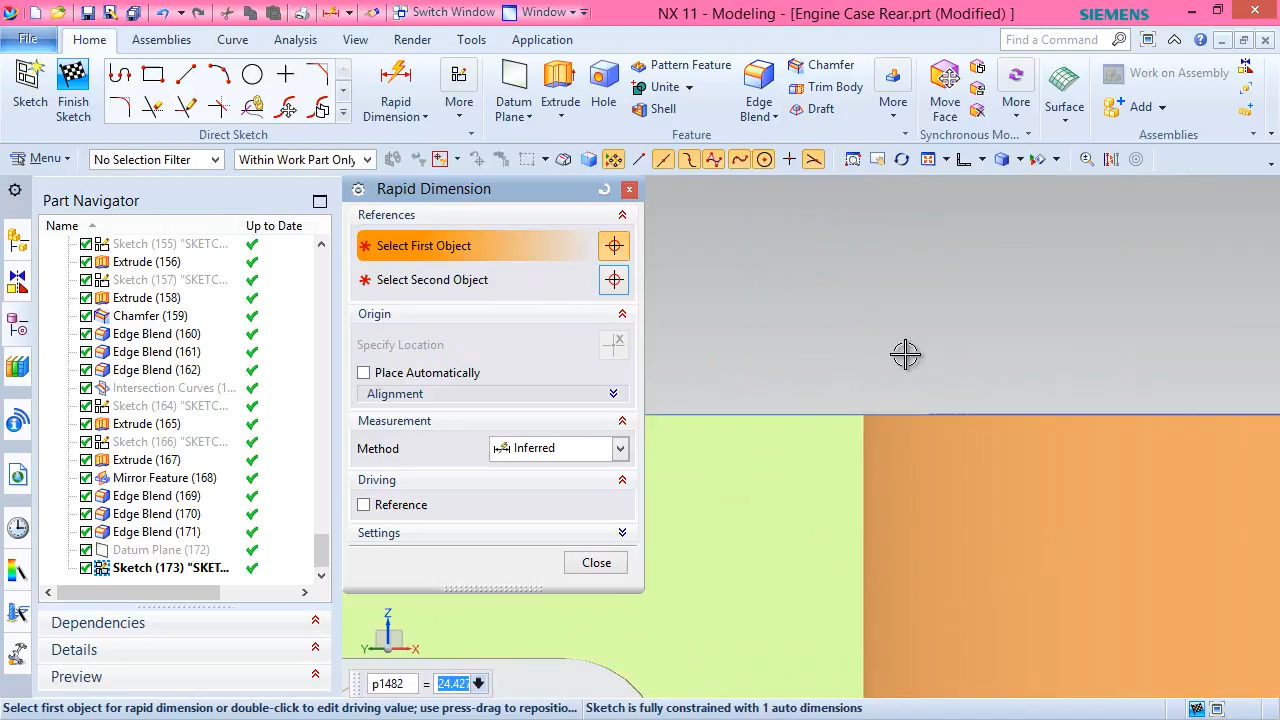 Switch Window Window NX 11 - Modeling - [Engine Case Rear.prt (Modified) ] SIEMENS
File Home Assemblies Curve Analysis View Render Tools Application Find a Command
Sketch Finish Sketch Direct Sketch
Rapid Dimension More
Datum Plane Extrude Hole Pattern Feature Unite Shell Edge Blend Chamfer Trim Body Draft More Feature
Move Face More Synchronous Mo... Surface
Work on Assembly Add Assemblies
Menu No Selection Filter Within Work Part Only
Part Navigator
Name Up to Date
Sketch (155) "SKETC...
Extrude (156)
Sketch (157) "SKETC...
Extrude (158)
Chamfer (159)
Edge Blend (160)
Edge Blend (161)
Edge Blend (162)
Intersection Curves (1...
Sketch (164) "SKETC...
Extrude (165)
Sketch (166) "SKETC...
Extrude (167)
Mirror Feature (168)
Edge Blend (169)
Edge Blend (170)
Edge Blend (171)
Datum Plane (172)
Sketch (173) "SKET...
Dependencies
Details
Preview
Rapid Dimension
References
Select First Object
Select Second Object
Origin
Specify Location
Place Automatically
Alignment
Measurement
Method Inferred
Driving
Reference
Settings
Close
Z
Y X
p1482 = 24.427
Select first object for rapid dimension or double-click to edit driving value; use press-drag to repositio... Sketch is fully constrained with 1 auto dimensions